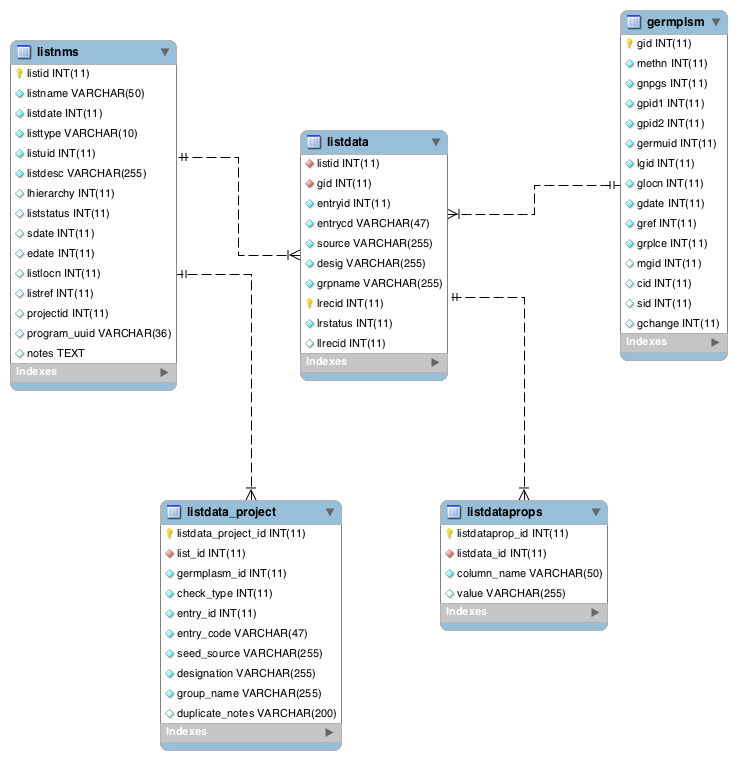 listnms
listid INT(11)
listname VARCHAR(50)
listdate INT(11)
listtype VARCHAR(10)
listuid INT(11)
listdesc VARCHAR(255)
lhierarchy INT(11)
liststatus INT(11)
sdate INT(11)
edate INT(11)
listlocn INT(11)
listref INT(11)
projectid INT(11)
program_uuid VARCHAR(36)
notes TEXT
Indexes
listdata
listid INT(11)
gid INT(11)
entryid INT(11)
entrycd VARCHAR(47)
source VARCHAR(255)
desig VARCHAR(255)
grpname VARCHAR(255)
lrecid INT(11)
lrstatus INT(11)
llrecid INT(11)
Indexes
germplsm
gid INT(11)
methn INT(11)
gnpgs INT(11)
gpid1 INT(11)
gpid2 INT(11)
germuid INT(11)
lgid INT(11)
glocn INT(11)
gdate INT(11)
gref INT(11)
grplce INT(11)
mgid INT(11)
cid INT(11)
sid INT(11)
gchange INT(11)
Indexes
listdata_project
listdata_project_id INT(11)
list_id INT(11)
germplasm_id INT(11)
check_type INT(11)
entry_id INT(11)
entry_code VARCHAR(47)
seed_source VARCHAR(255)
designation VARCHAR(255)
group_name VARCHAR(255)
duplicate_notes VARCHAR(200)
Indexes
listdataprops
listdataprop_id INT(11)
listdata_id INT(11)
column_name VARCHAR(50)
value VARCHAR(255)
Indexes